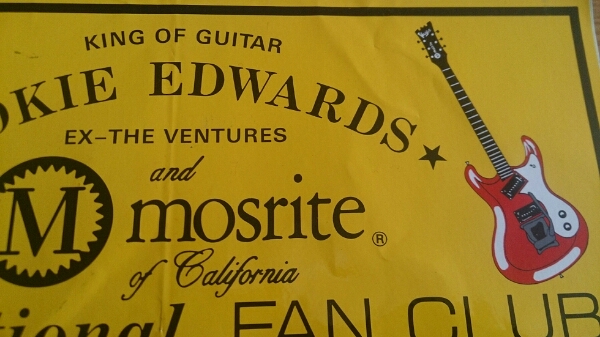 KING OF GUITAR
OKIE EDWARDS★
EX-THE VENTURES
and
M mosrite®
of California
tional FAN CLUB